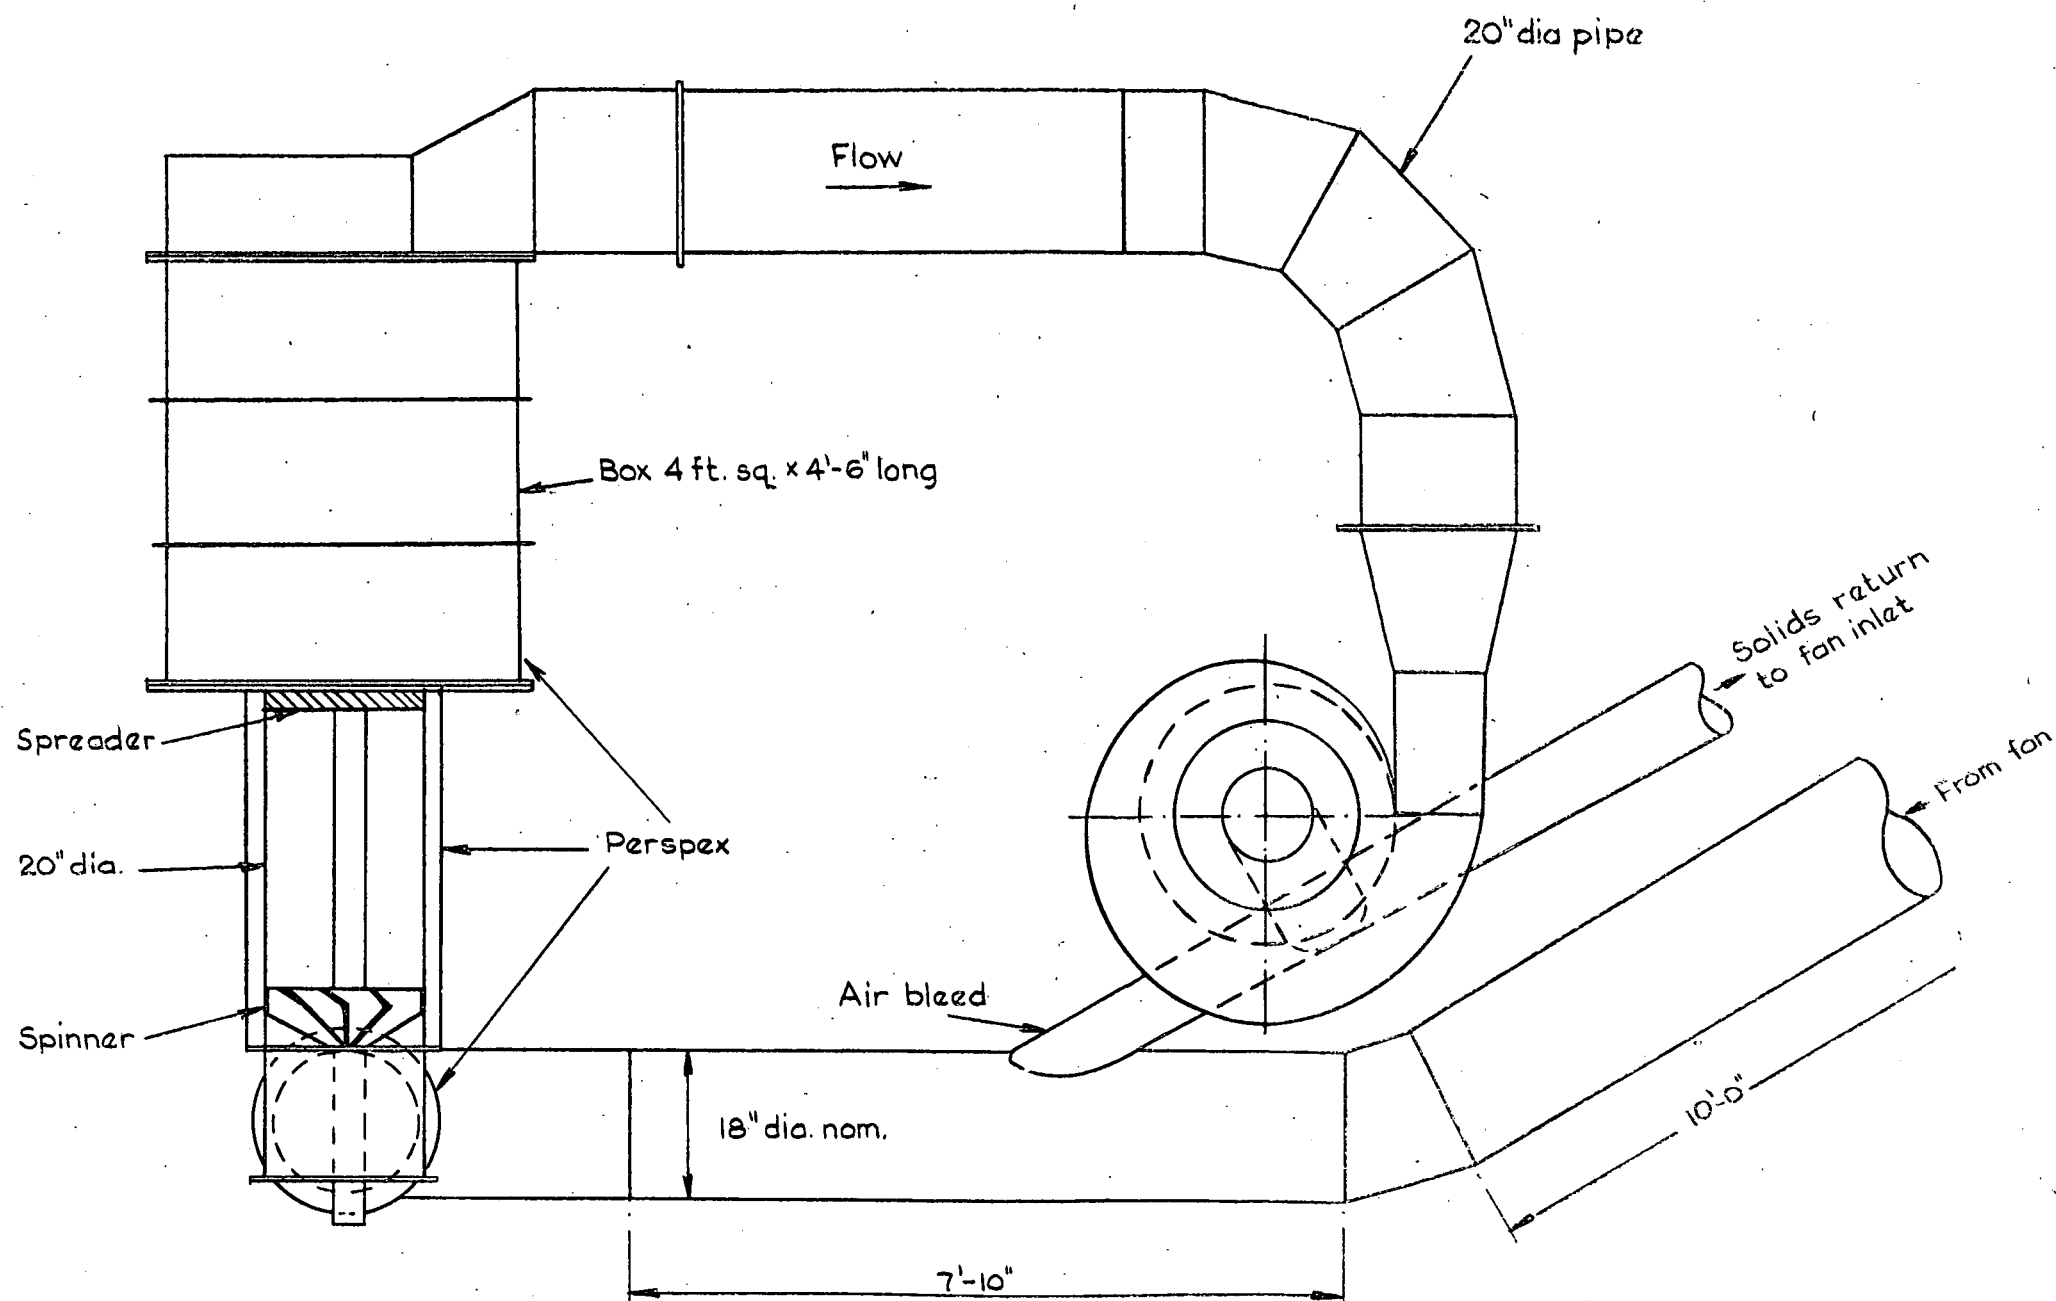 20" dia pipe
Flow
Box 4 ft. sq. × 4'-6" long
Solids return
to fan inlet
Spreader
From fan
Perspex
20" dia.
Air bleed
Spinner
10'-0"
18" dia. nom.
7'-10"